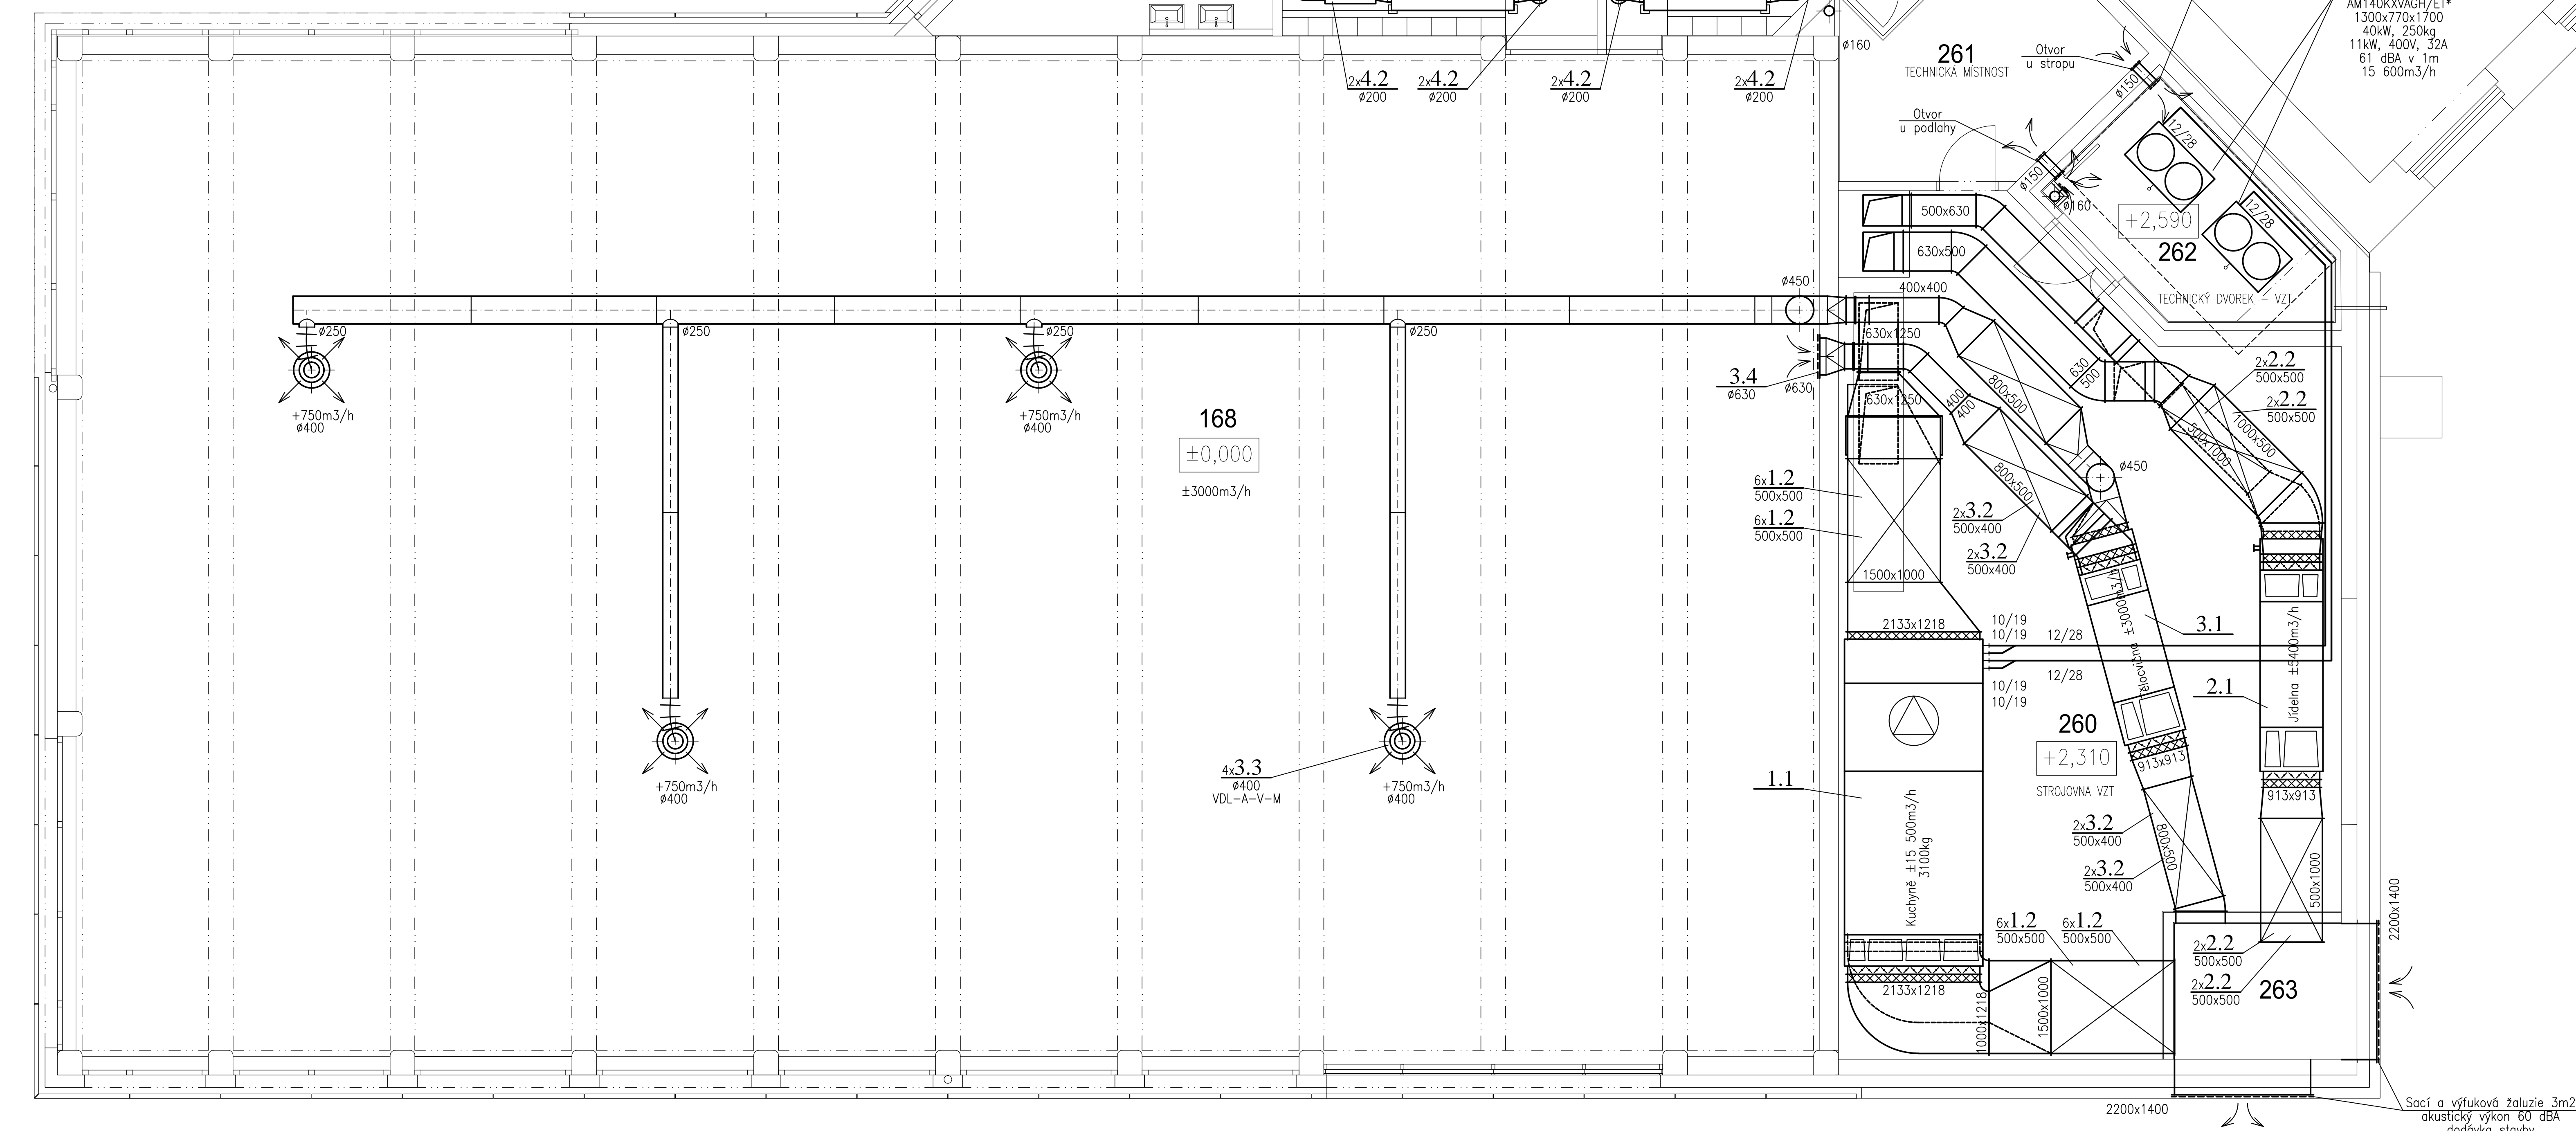 AM140KXVAGH/ET*
1300x770x1700
40kW, 250kg
11kW, 400V, 32A
61 dBA v 1m
15 600m3/h
2x4.2
ø200
2x4.2
ø200
2x4.2
ø200
2x4.2
ø200
ø160
261
TECHNICKÁ MÍSTNOST
Otvor
u stropu
ø150
Otvor
u podlahy
ø150
ø160
12/28
12/28
+2,590
262
TECHNICKÝ DVOREK – VZT
500x630
630x500
400x400
ø450
630x1250
ø250
ø250
ø250
ø250
3.4
ø630
ø630
630x1250
400
400
800x500
630
500
2x2.2
500x500
2x2.2
500x500
1000x500
500x1000
+750m3/h
ø400
+750m3/h
ø400
168
±0,000
±3000m3/h
6x1.2
500x500
6x1.2
500x500
800x500
ø450
2x3.2
500x400
2x3.2
500x400
1500x1000
2133x1218
10/19
10/19
12/28
12/28
10/19
10/19
3.1
Tělocvična ±3000m3/h
2.1
Jídelna ±5400m3/h
260
+2,310
STROJOVNA VZT
913x913
913x913
4x3.3
ø400
VDL-A-V-M
+750m3/h
ø400
+750m3/h
ø400
1.1
Kuchyně ±15 500m3/h
3100kg
2x3.2
500x400
2x3.2
500x400
800x500
500x1000
2200x1400
6x1.2
500x500
6x1.2
500x500
2x2.2
500x500
2x2.2
500x500
263
2133x1218
1000x1218
1500x1000
2200x1400
Sací a výfuková žaluzie 3m2
akustický výkon 60 dBA
dodávka stavby